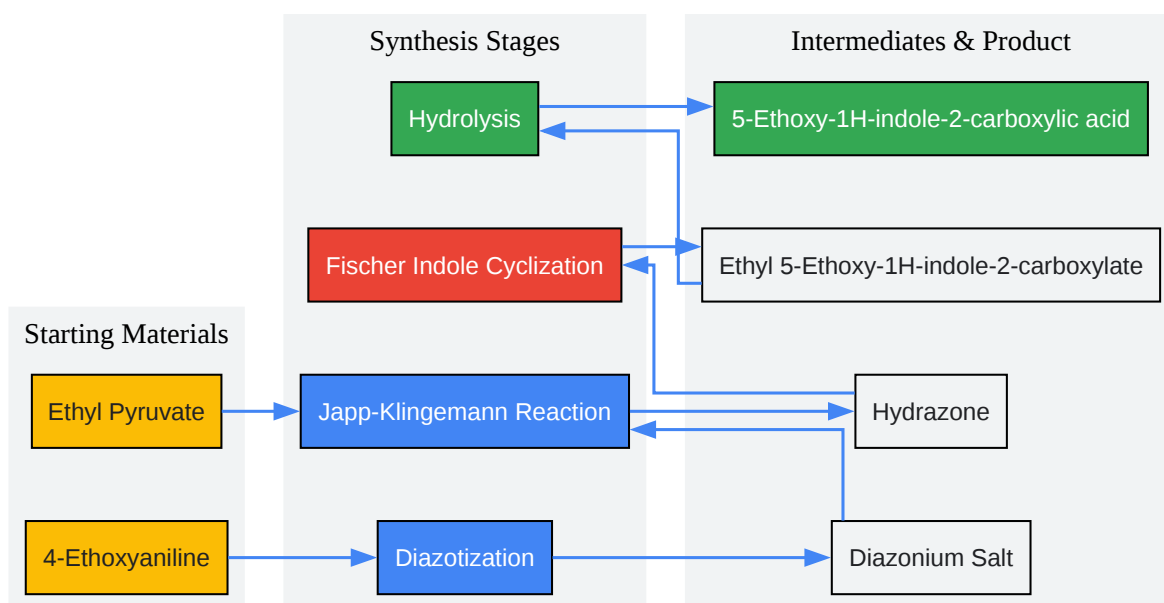 Synthesis Stages
Intermediates & Product
Hydrolysis
5-Ethoxy-1H-indole-2-carboxylic acid
Fischer Indole Cyclization
Ethyl 5-Ethoxy-1H-indole-2-carboxylate
Starting Materials
Ethyl Pyruvate
Japp-Klingemann Reaction
Hydrazone
4-Ethoxyaniline
Diazotization
Diazonium Salt